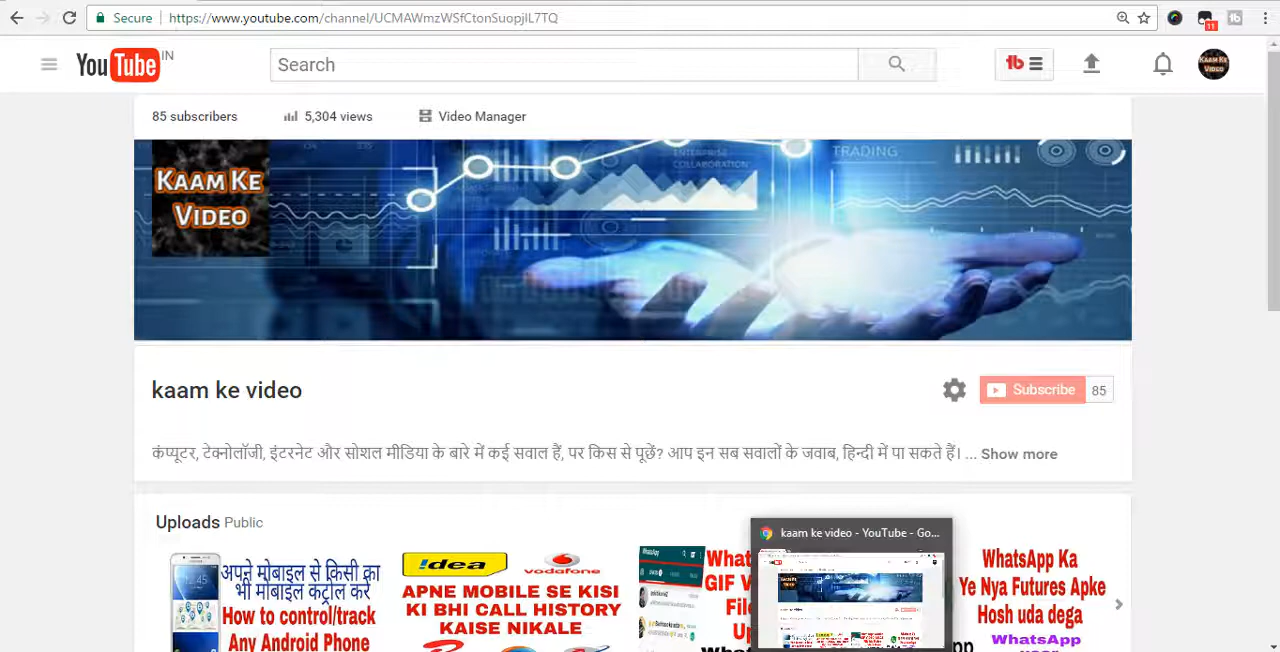 Secure https://www.youtube.com/channel/UCMAWmzWSfCtonSuopjiL7TQ
11
YouTube IN
Search
85 subscribers 5,304 views Video Manager
ENTERPRISE
COLLABORATION
TRADING
KAAM KE
VIDEO
kaam ke video
Subscribe 85
कंप्यूटर, टेक्नोलॉजी, इंटरनेट और सोशल मीडिया के बारे में कई सवाल हैं, पर किस से पूछें? आप इन सब सवालों के जवाब, हिन्दी में पा सकते हैं। ... Show more
Uploads Public
kaam ke video - YouTube - Go...
अपने मोबाइल से किसी का
भी मोबाइल कट्रोल करे
How to control/track
Any Android Phone
!dea vodafone
APNE MOBILE SE KISI
KI BHI CALL HISTORY
KAISE NIKALE
WhatsApp Ka
Ye Nya Futures Apke
Hosh uda dega
WhatsApp